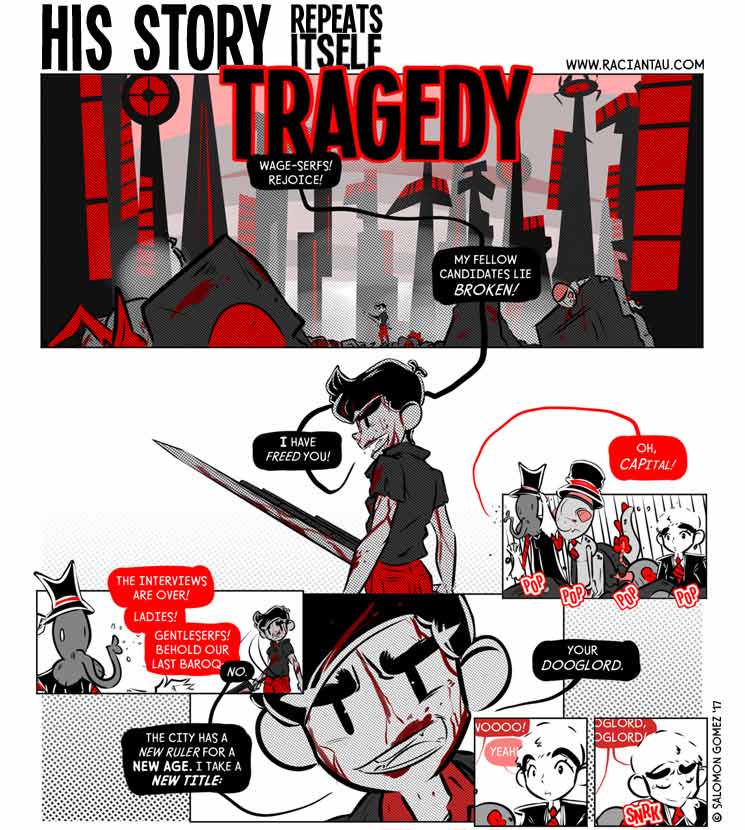 HIS STORY
REPEATS
ITSELF
WWW.RACIANTAU.COM
TRAGEDY
WAGE-SERFS!
REJOICE!
MY FELLOW
CANDIDATES LIE
BROKEN!
I HAVE
FREED YOU!
OH,
CAPITAL!
POP
POP
POP
POP
THE INTERVIEWS
ARE OVER!
LADIES!
GENTLESERFS!
BEHOLD OUR
LAST BAROQ
NO.
YOUR
DOOGLORD.
THE CITY HAS A
NEW RULER FOR A
NEW AGE. I TAKE A
NEW TITLE:
WOOOO!
YEAH
OGLORD,
OGLORD!
SNRK
© SALOMON GOMEZ '17